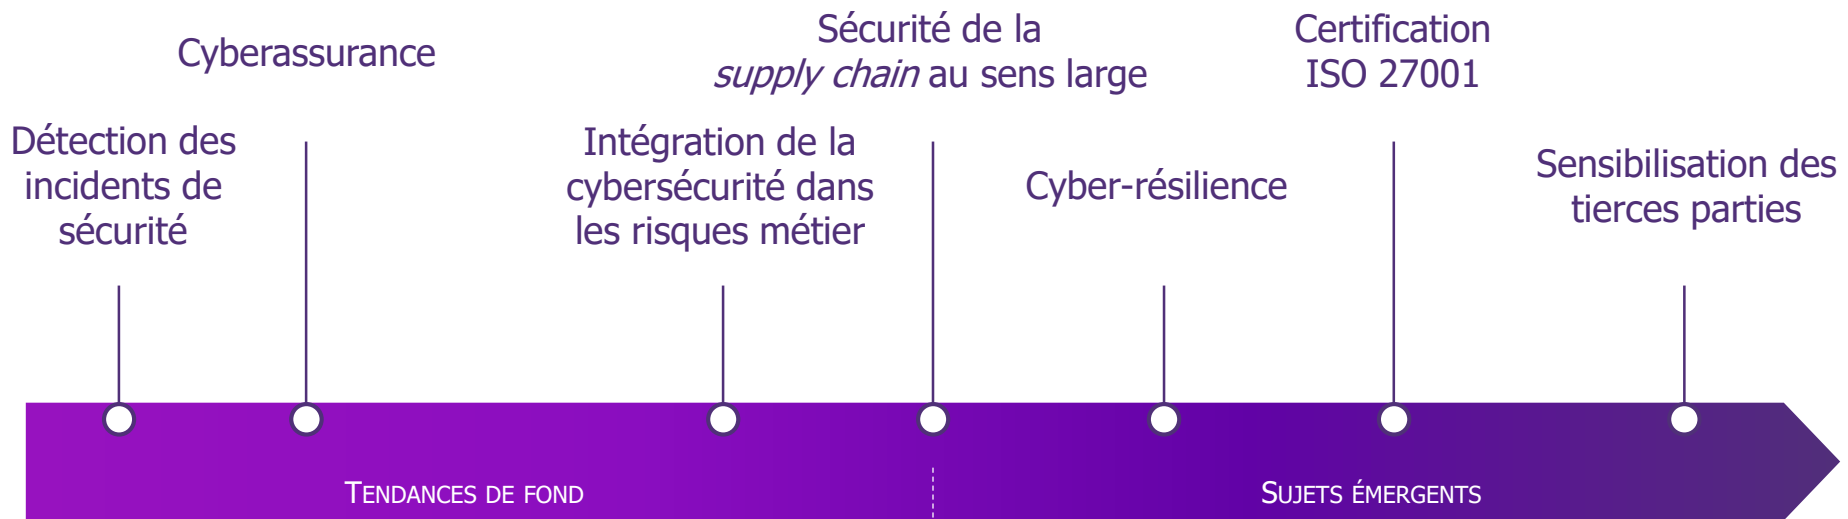 Détection des
incidents de
sécurité
Cyberassurance
Intégration de la
cybersécurité dans
les risques métier
Sécurité de la
supply chain au sens large
Cyber-résilience
Certification
ISO 27001
Sensibilisation des
tierces parties
TENDANCES DE FOND
SUJETS ÉMERGENTS